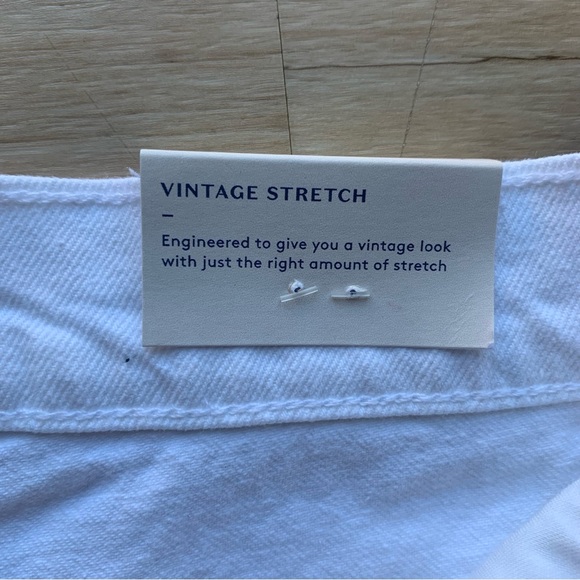 VINTAGE STRETCH
–
Engineered to give you a vintage look
with just the right amount of stretch